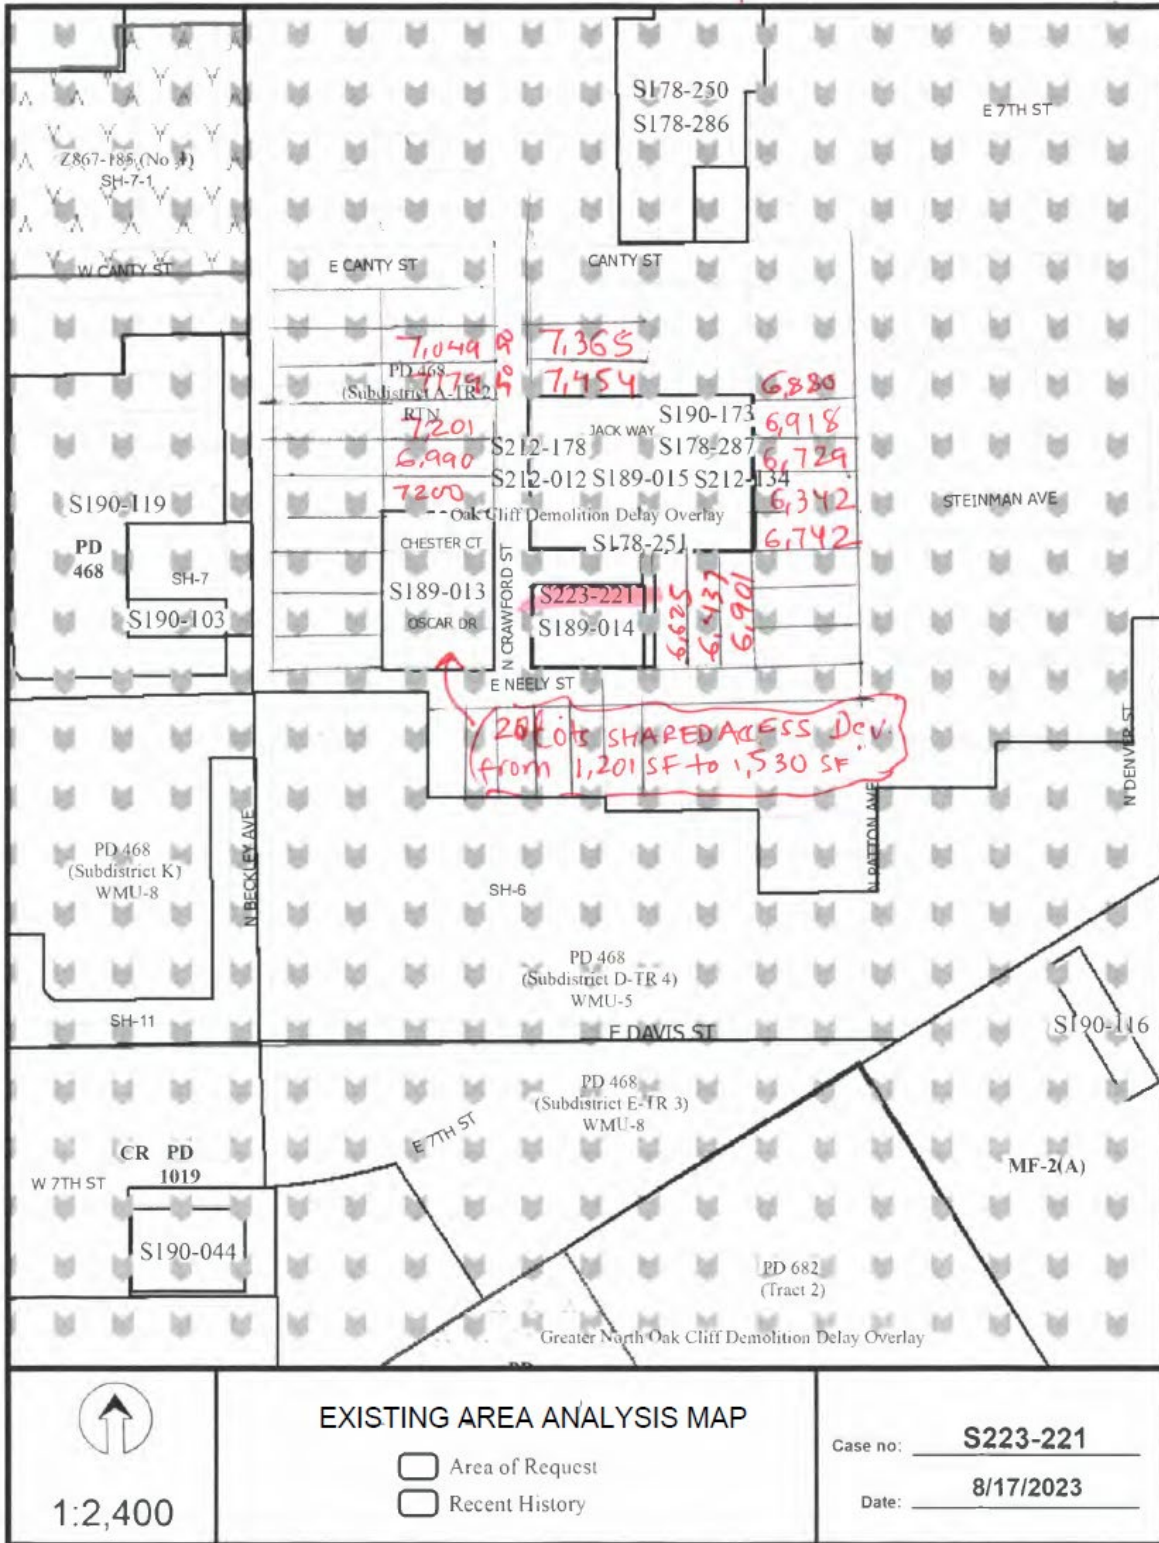 S178-250
S178-286
E 7TH ST
Z867-185 (No 1)
SH-7-1
W CANTY ST
E CANTY ST
CANTY ST
7,049 50
7,365
PD 468
7,179 50
7,454
6,880
(Subdistrict A-TR 2)
RTN
7,201
JACK WAY
S190-173
6,918
S212-178
S178-287
6,990
6,729
S212-012
S189-015
S212-134
7200
6,342
S190-119
STEINMAN AVE
Oak Cliff Demolition Delay Overlay
PD
468
CHESTER CT
S178-251
6,742
SH-7
N CRAWFORD ST
S189-013
S223-221
6,625
6,437
6,901
S190-103
OSCAR DR
S189-014
E NEELY ST
Lots SHARED ACCESS Dev.
from 1,201 SF to 1,530 SF
N DENVER ST
N PATTON AVE
N BECKLEY AVE
PD 468
(Subdistrict K)
WMU-8
SH-6
PD 468
(Subdistrict D-TR 4)
WMU-5
SH-11
S190-116
E DAVIS ST
PD 468
(Subdistrict E-TR 3)
WMU-8
E 7TH ST
CR PD
1019
W 7TH ST
MF-2(A)
S190-044
PD 682
(Tract 2)
Greater North Oak Cliff Demolition Delay Overlay
PD
EXISTING AREA ANALYSIS MAP
Area of Request
Recent History
1:2,400
Case no: S223-221
Date: 8/17/2023